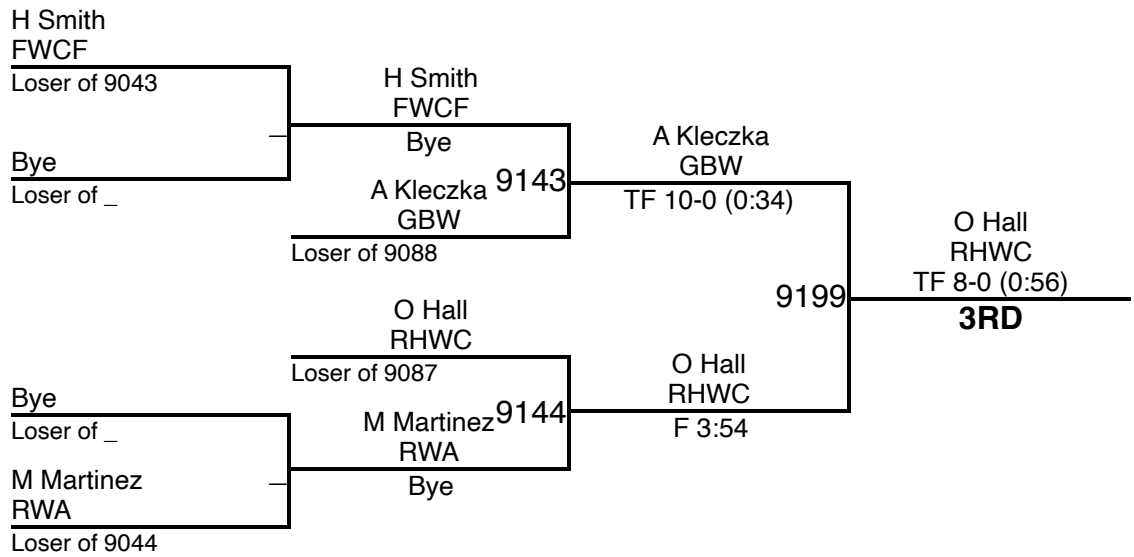 H Smith
FWCF
Loser of 9043
_
Bye
Loser of _
H Smith
FWCF
Bye
A Kleczka
GBW
Loser of 9088
9143
A Kleczka
GBW
TF 10-0 (0:34)
O Hall
RHWC
Loser of 9087
9144
M Martinez
RWA
Bye
Bye
Loser of _
_
M Martinez
RWA
Loser of 9044
O Hall
RHWC
F 3:54
9199
O Hall
RHWC
TF 8-0 (0:56)
3RD